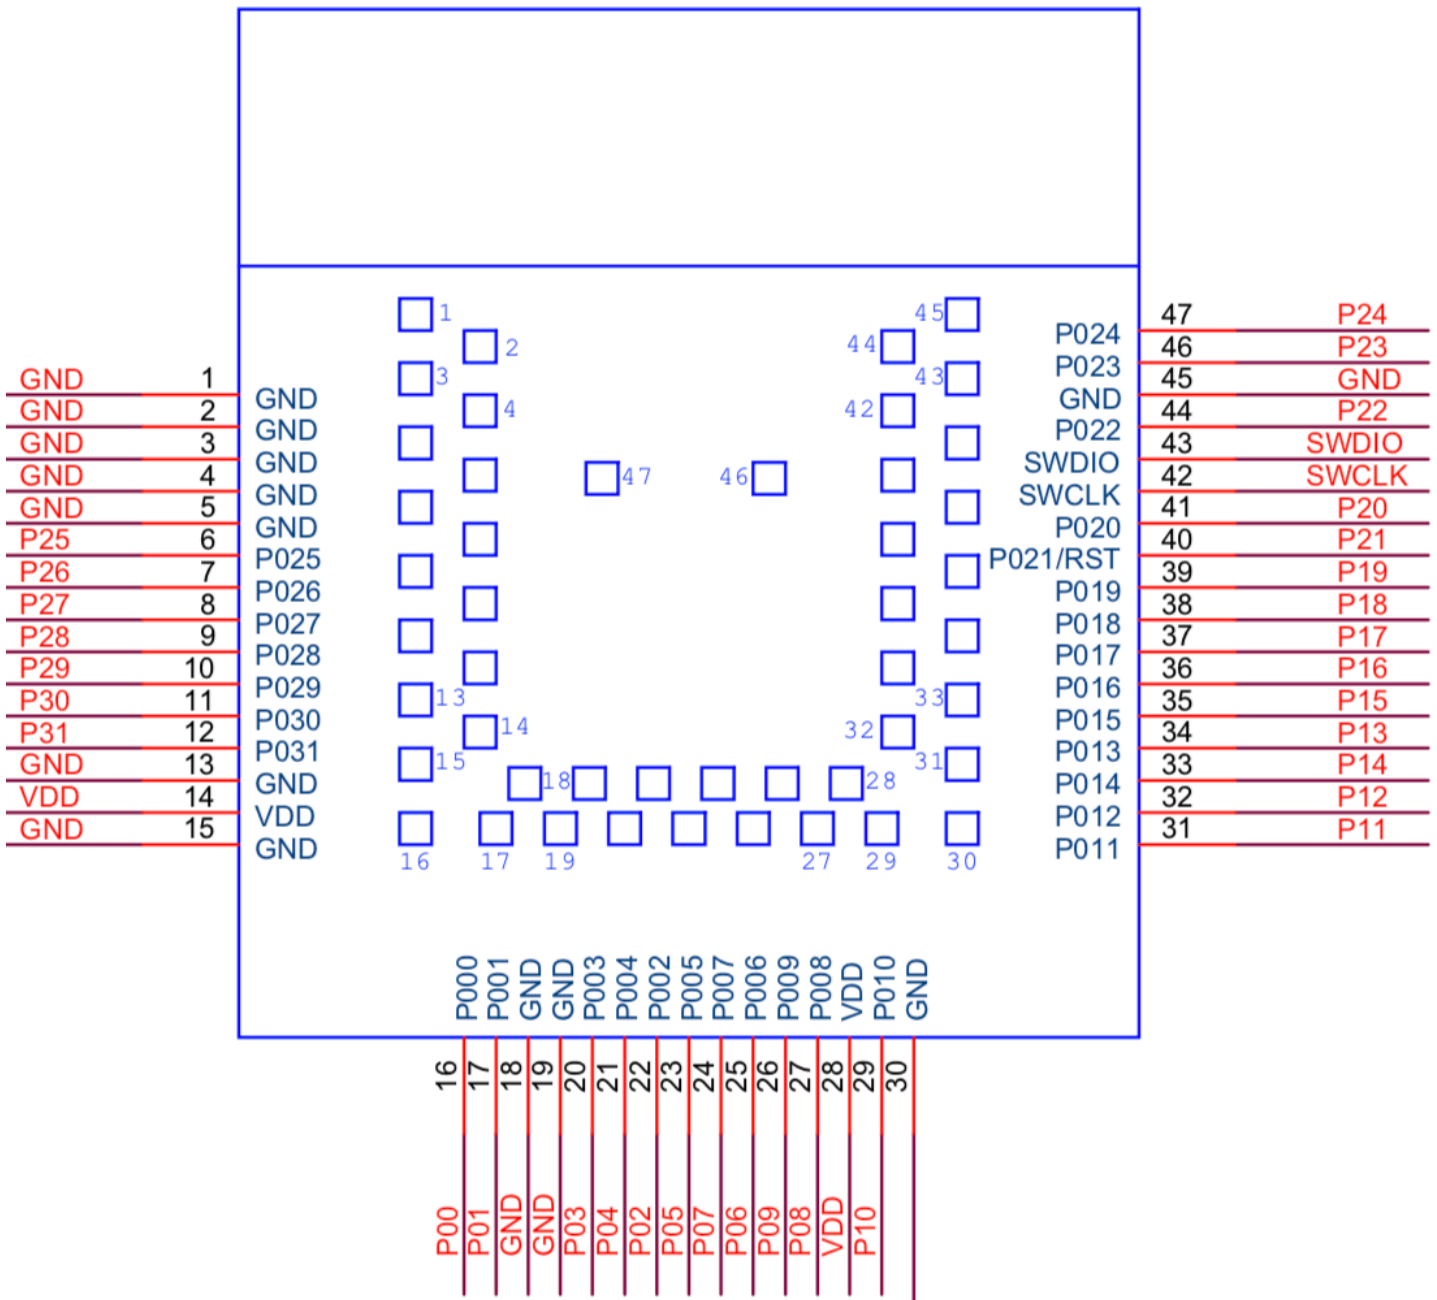 1
45
2
44
3
43
4
42
47
46
13
33
14
32
15
31
18
28
16
17
19
27
29
30
GND 1 GND
GND 2 GND
GND 3 GND
GND 4 GND
GND 5 GND
P25 6 P025
P26 7 P026
P27 8 P027
P28 9 P028
P29 10 P029
P30 11 P030
P31 12 P031
GND 13 GND
VDD 14 VDD
GND 15 GND
P024 47 P24
P023 46 P23
GND 45 GND
P022 44 P22
SWDIO 43 SWDIO
SWCLK 42 SWCLK
P020 41 P20
P021/RST 40 P21
P019 39 P19
P018 38 P18
P017 37 P17
P016 36 P16
P015 35 P15
P013 34 P13
P014 33 P14
P012 32 P12
P011 31 P11
P000 16 P00
P001 17 P01
GND 18 GND
GND 19 GND
P003 20 P03
P004 21 P04
P002 22 P02
P005 23 P05
P007 24 P07
P006 25 P06
P009 26 P09
P008 27 P08
VDD 28 VDD
P010 29 P10
GND 30